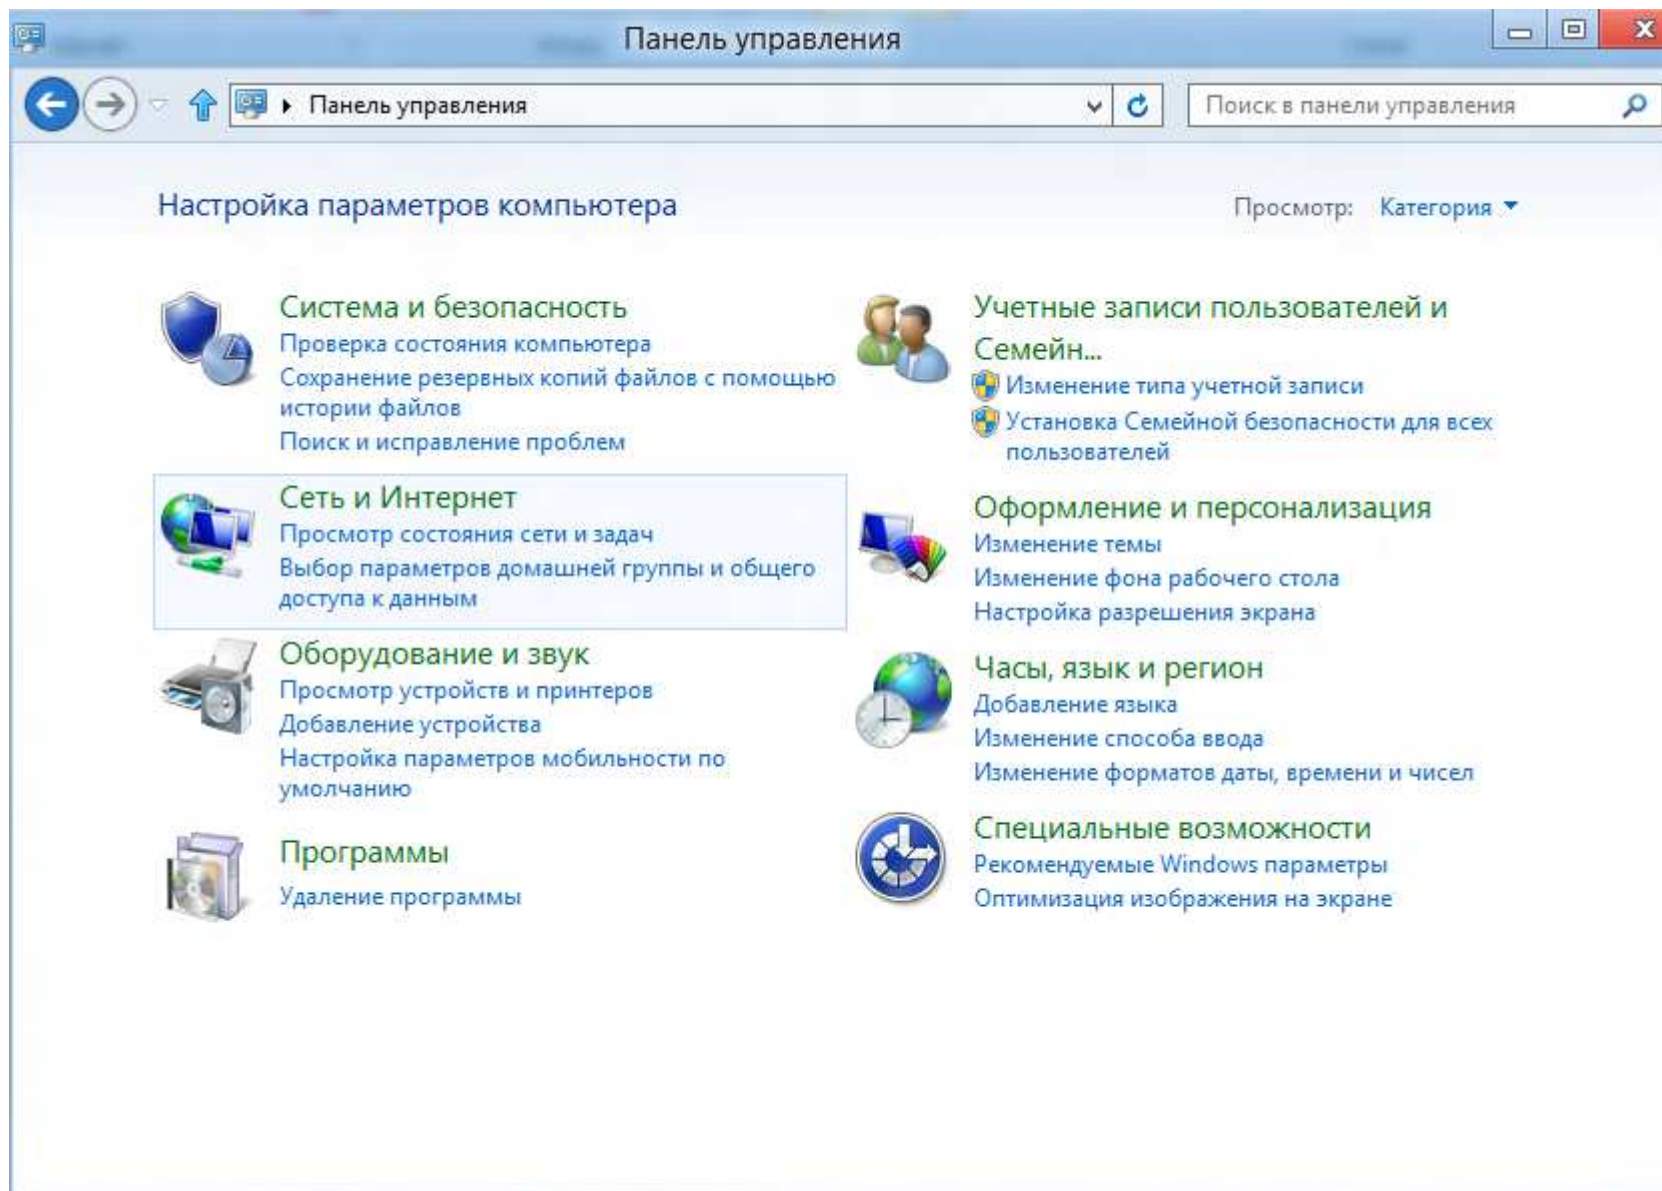 Панель управления
Панель управления
Поиск в панели управления
Настройка параметров компьютера
Просмотр: Категория
Система и безопасность
Проверка состояния компьютера
Сохранение резервных копий файлов с помощью
истории файлов
Поиск и исправление проблем
Сеть и Интернет
Просмотр состояния сети и задач
Выбор параметров домашней группы и общего
доступа к данным
Оборудование и звук
Просмотр устройств и принтеров
Добавление устройства
Настройка параметров мобильности по
умолчанию
Программы
Удаление программы
Учетные записи пользователей и
Семейн...
Изменение типа учетной записи
Установка Семейной безопасности для всех
пользователей
Оформление и персонализация
Изменение темы
Изменение фона рабочего стола
Настройка разрешения экрана
Часы, язык и регион
Добавление языка
Изменение способа ввода
Изменение форматов даты, времени и чисел
Специальные возможности
Рекомендуемые Windows параметры
Оптимизация изображения на экране